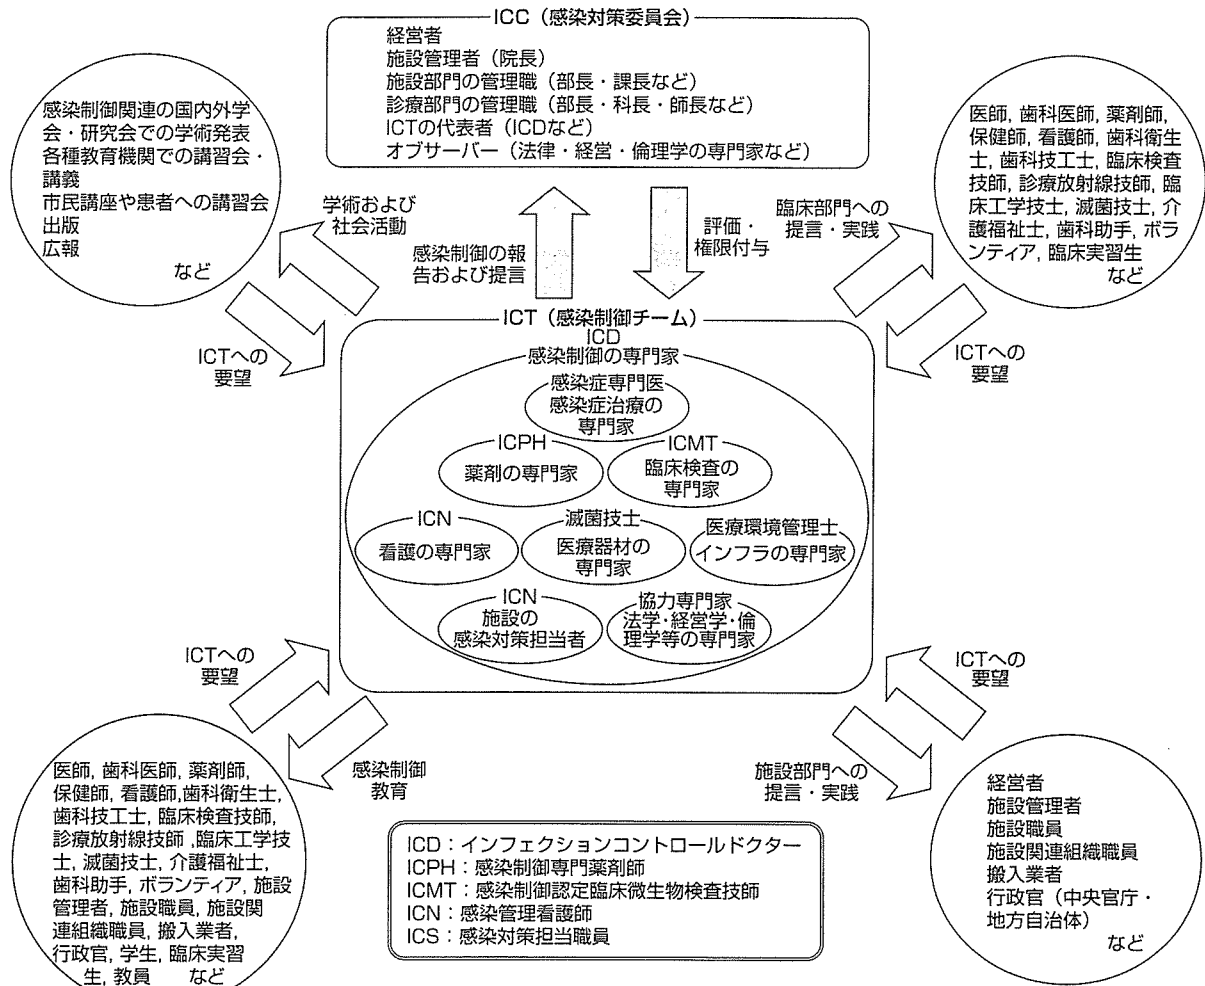 ICC（感染対策委員会）
経営者
施設管理者（院長）
施設部門の管理職（部長・課長など）
診療部門の管理職（部長・科長・師長など）
ICTの代表者（ICDなど）
オブサーバー（法律・経営・倫理学の専門家など）
感染制御関連の国内外学
会・研究会での学術発表
各種教育機関での講習会・
講義
市民講座や患者への講習会
出版
広報
など
医師, 歯科医師, 薬剤師,
保健師, 看護師, 歯科衛生
士, 歯科技工士, 臨床検査
技師, 診療放射線技師, 臨
床工学技士, 滅菌技士, 介
護福祉士, 歯科助手, ボラ
ンティア, 臨床実習生
など
学術および
社会活動
感染制御の報
告および提言
評価・
権限付与
臨床部門への
提言・実践
ICTへの
要望
ICTへの
要望
ICT（感染制御チーム）
ICD
感染制御の専門家
感染症専門医
感染症治療の
専門家
ICPH
薬剤の専門家
ICMT
臨床検査の
専門家
ICN
看護の専門家
滅菌技士
医療器材の
専門家
医療環境管理士
インフラの専門家
ICN
施設の
感染対策担当者
協力専門家
法学・経営学・倫
理学等の専門家
ICTへの
要望
ICTへの
要望
感染制御
教育
施設部門への
提言・実践
医師, 歯科医師, 薬剤師,
保健師, 看護師,歯科衛生士,
歯科技工士, 臨床検査技師,
診療放射線技師 ,臨床工学技
士, 滅菌技士, 介護福祉士,
歯科助手, ボランティア, 施設
管理者, 施設職員, 施設関
連組織職員, 搬入業者,
行政官, 学生, 臨床実習
生, 教員 など
経営者
施設管理者
施設職員
施設関連組織職員
搬入業者
行政官（中央官庁・
地方自治体）
など
ICD：インフェクションコントロールドクター
ICPH：感染制御専門薬剤師
ICMT：感染制御認定臨床微生物検査技師
ICN：感染管理看護師
ICS：感染対策担当職員